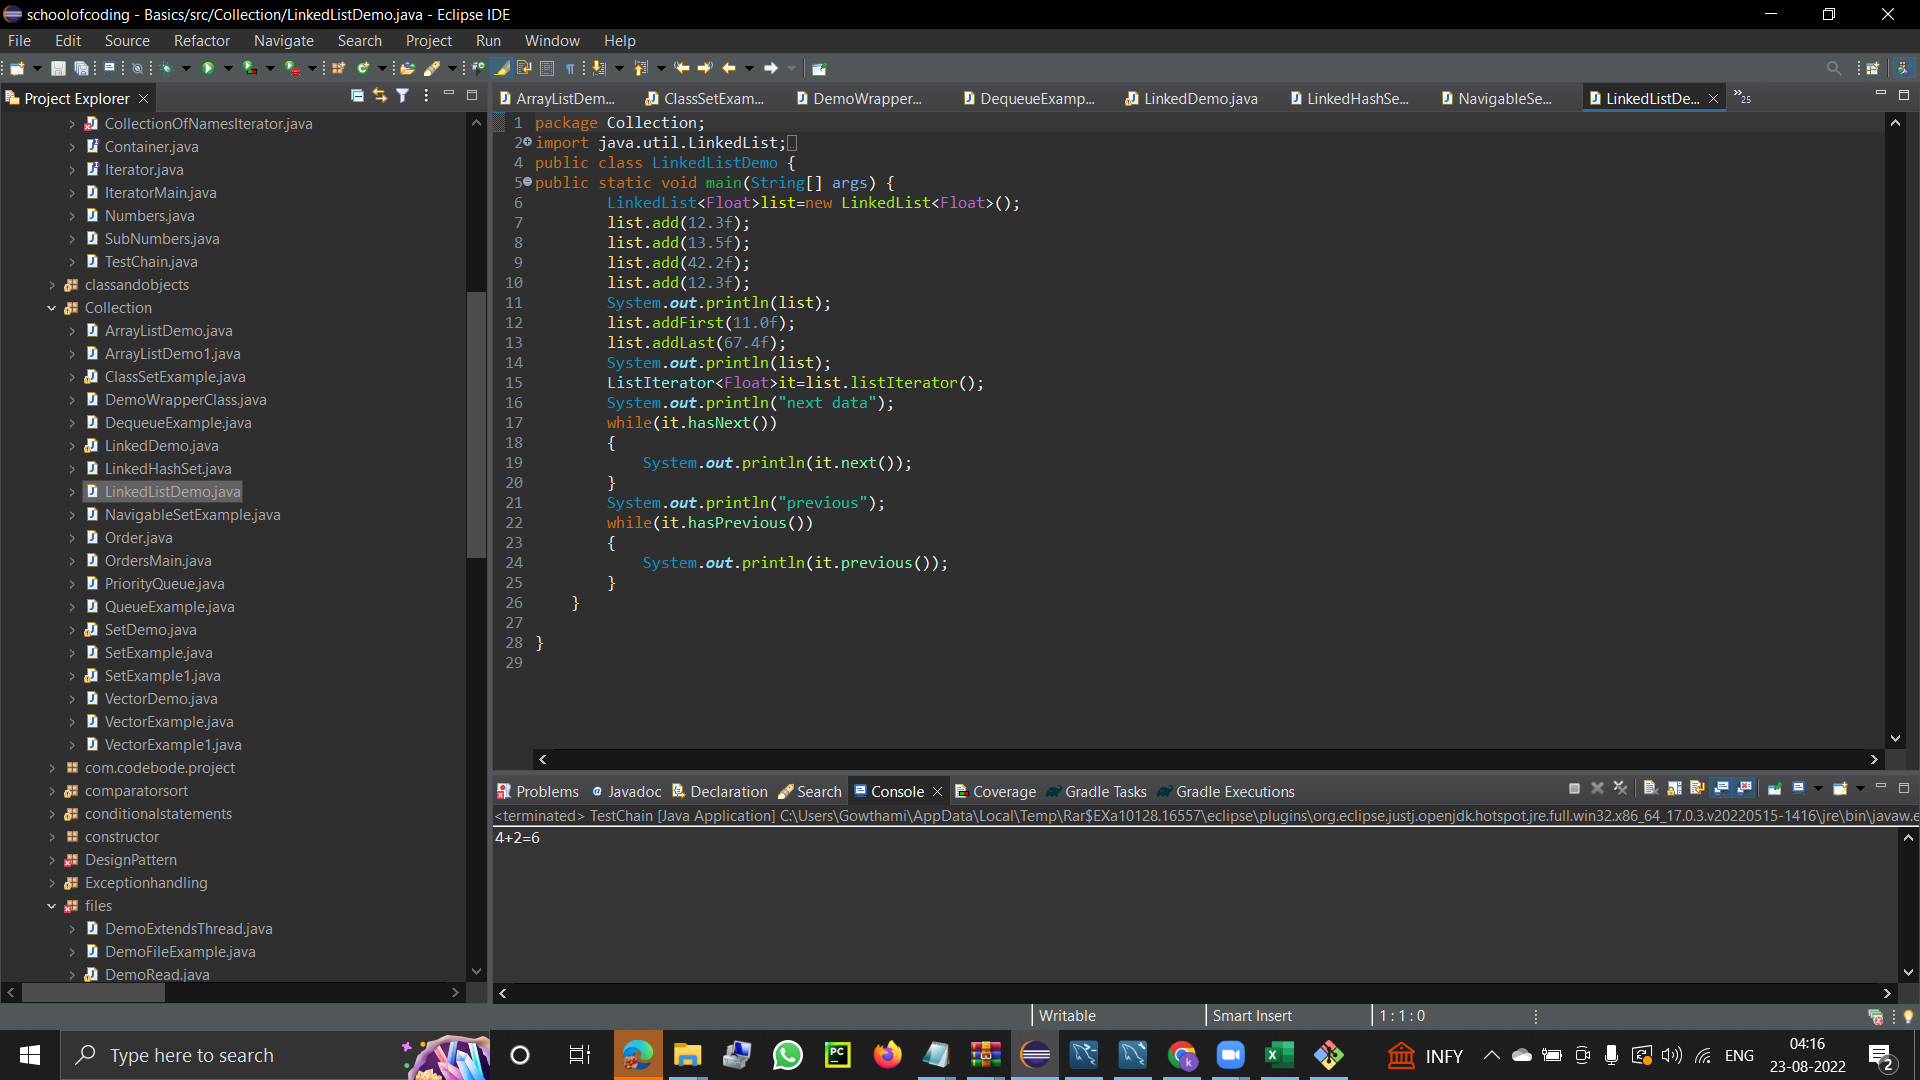 schoolofcoding - Basics/src/Collection/LinkedListDemo.java - Eclipse IDE
File Edit Source Refactor Navigate Search Project Run Window Help
Project Explorer
CollectionOfNamesIterator.java
Container.java
Iterator.java
IteratorMain.java
Numbers.java
SubNumbers.java
TestChain.java
classandobjects
Collection
ArrayListDemo.java
ArrayListDemo1.java
ClassSetExample.java
DemoWrapperClass.java
DequeueExample.java
LinkedDemo.java
LinkedHashSet.java
LinkedListDemo.java
NavigableSetExample.java
Order.java
OrdersMain.java
PriorityQueue.java
QueueExample.java
SetDemo.java
SetExample.java
SetExample1.java
VectorDemo.java
VectorExample.java
VectorExample1.java
com.codebode.project
comparatorsort
conditionalstatements
constructor
DesignPattern
Exceptionhandling
files
DemoExtendsThread.java
DemoFileExample.java
DemoRead.java
ArrayListDem... ClassSetExam... DemoWrapper... DequeueExamp... LinkedDemo.java LinkedHashSe... NavigableSe... LinkedListDe... »25
1 package Collection;
2 import java.util.LinkedList;
4 public class LinkedListDemo {
5 public static void main(String[] args) {
6 LinkedList<Float>list=new LinkedList<Float>();
7 list.add(12.3f);
8 list.add(13.5f);
9 list.add(42.2f);
10 list.add(12.3f);
11 System.out.println(list);
12 list.addFirst(11.0f);
13 list.addLast(67.4f);
14 System.out.println(list);
15 ListIterator<Float>it=list.listIterator();
16 System.out.println("next data");
17 while(it.hasNext())
18 {
19 System.out.println(it.next());
20 }
21 System.out.println("previous");
22 while(it.hasPrevious())
23 {
24 System.out.println(it.previous());
25 }
26 }
27
28 }
29
Problems Javadoc Declaration Search Console Coverage Gradle Tasks Gradle Executions
<terminated> TestChain [Java Application] C:\Users\Gowthami\AppData\Local\Temp\Rar$EXa10128.16557\eclipse\plugins\org.eclipse.justj.openjdk.hotspot.jre.full.win32.x86_64_17.0.3.v20220515-1416\jre\bin\javaw.e
4+2=6
Writable Smart Insert 1 : 1 : 0
Type here to search
PC
INFY
ENG
04:16
23-08-2022
2